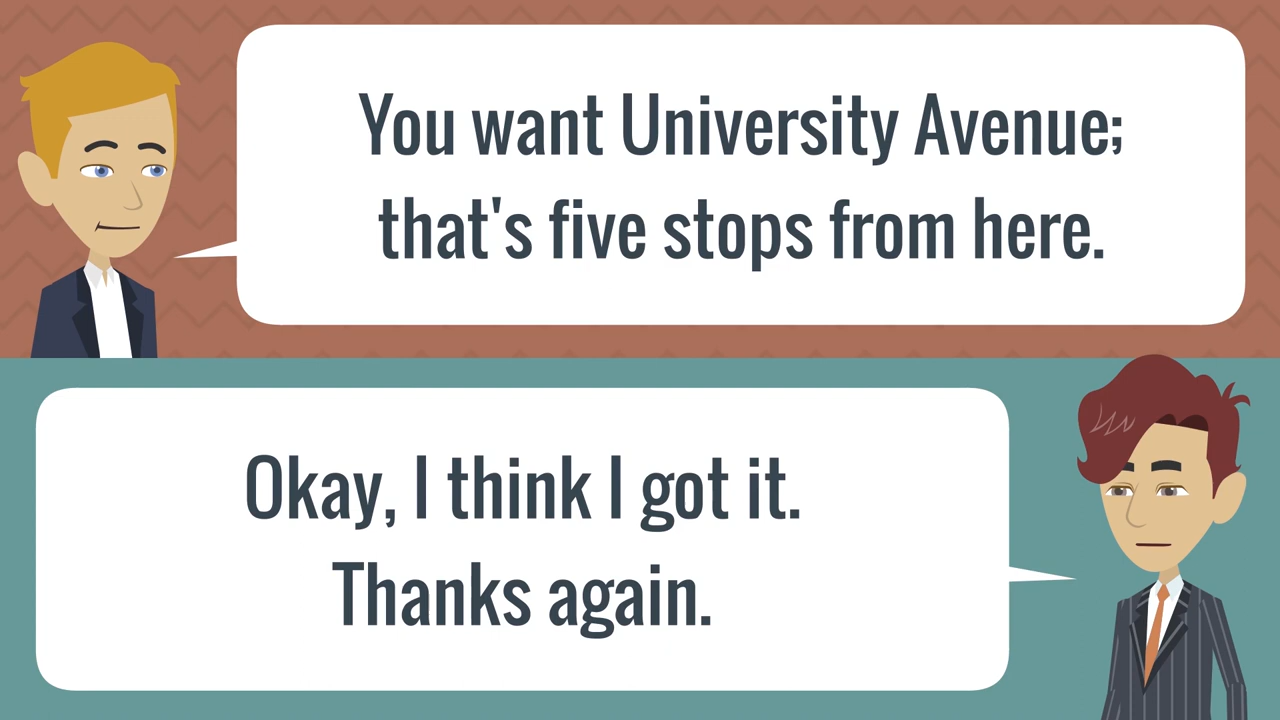 You want University Avenue;
that's five stops from here.
Okay, I think I got it.
Thanks again.